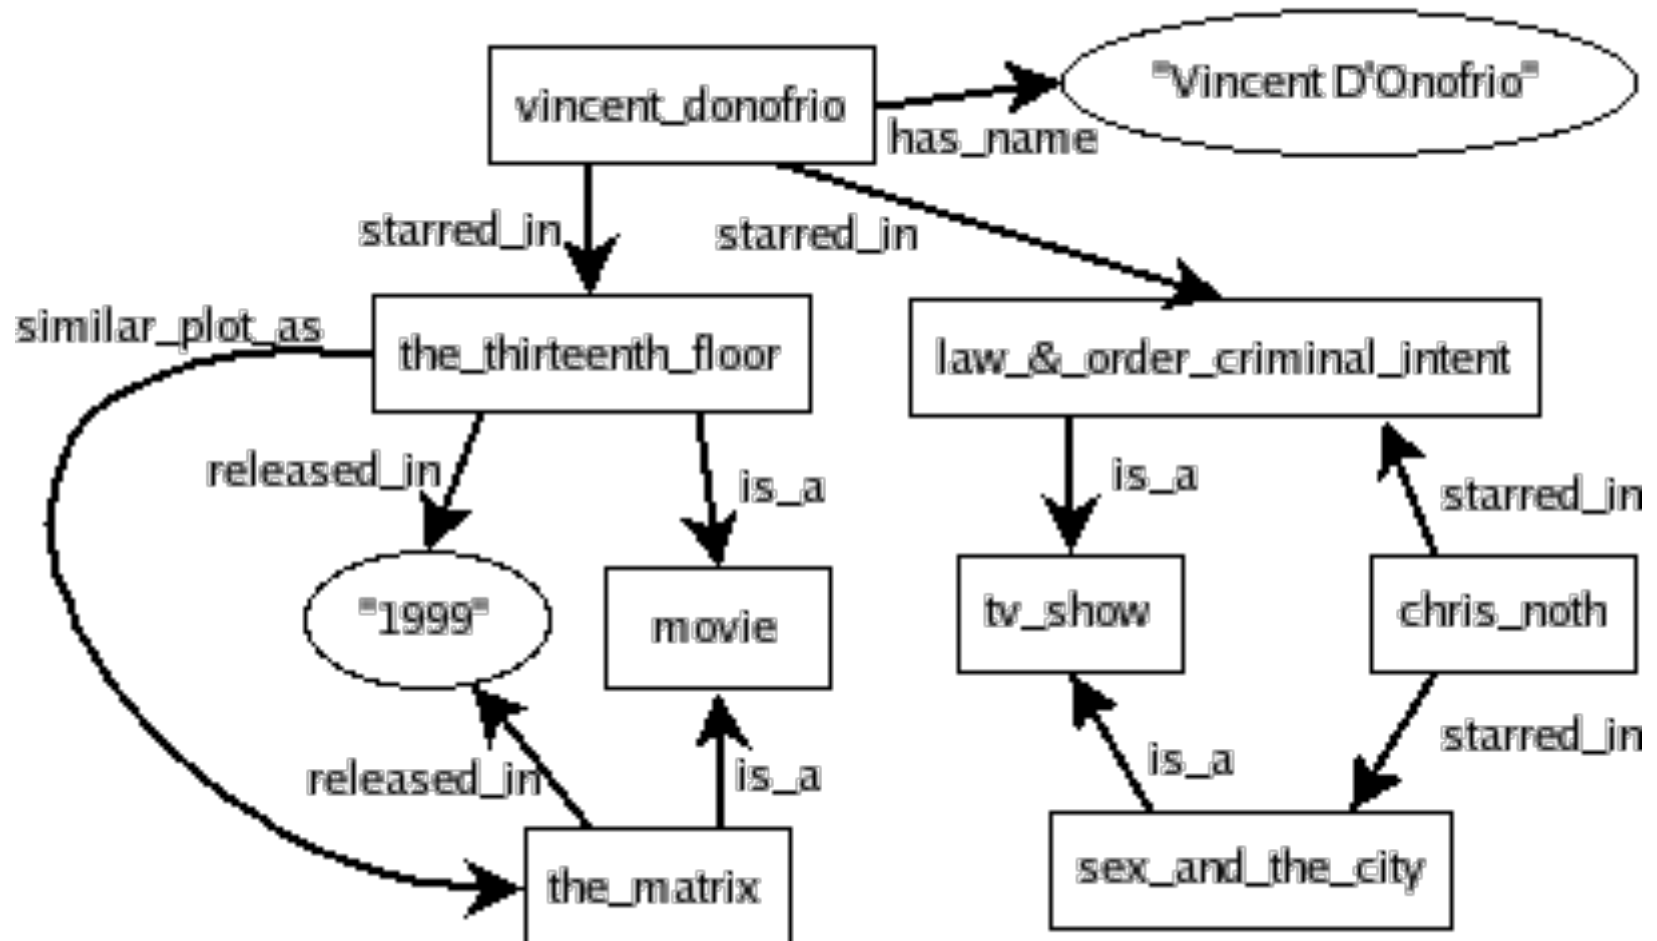 vincent_donofrio
"Vincent D'Onofrio"
has_name
starred_in
starred_in
similar_plot_as
the_thirteenth_floor
law_&_order_criminal_intent
released_in
is_a
is_a
starred_in
"1999"
movie
tv_show
chris_noth
released_in
is_a
is_a
starred_in
the_matrix
sex_and_the_city